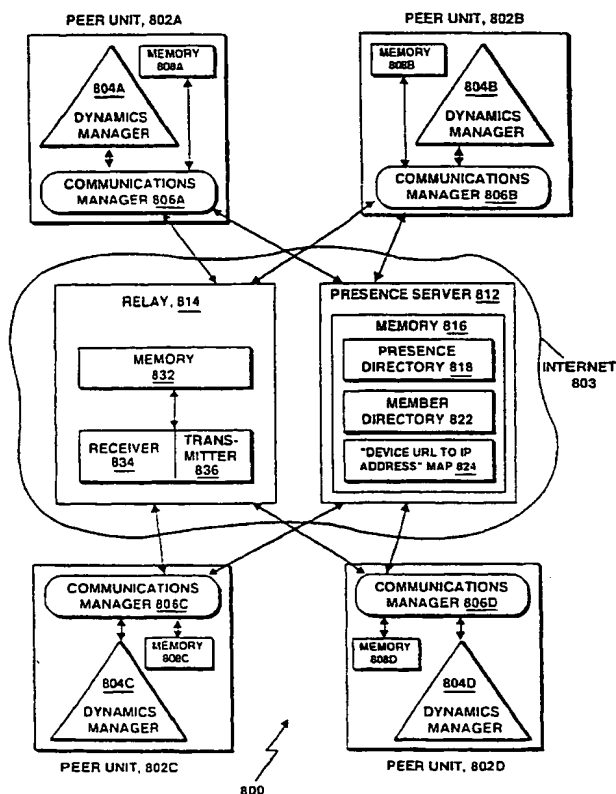 PEER UNIT, 802A
PEER UNIT, 802B
MEMORY
808A
804A
DYNAMICS
MANAGER
COMMUNICATIONS
MANAGER 806A
MEMORY
808B
804B
DYNAMICS
MANAGER
COMMUNICATIONS
MANAGER 806B
RELAY, 814
MEMORY
832
RECEIVER
834
TRANS-
MITTER
836
PRESENCE SERVER 812
MEMORY 816
PRESENCE
DIRECTORY 818
MEMBER
DIRECTORY 822
"DEVICE URL TO IP
ADDRESS" MAP 824
INTERNET
803
COMMUNICATIONS
MANAGER 806C
MEMORY
808C
804C
DYNAMICS
MANAGER
COMMUNICATIONS
MANAGER 806D
MEMORY
808D
804D
DYNAMICS
MANAGER
PEER UNIT, 802C
PEER UNIT, 802D
800